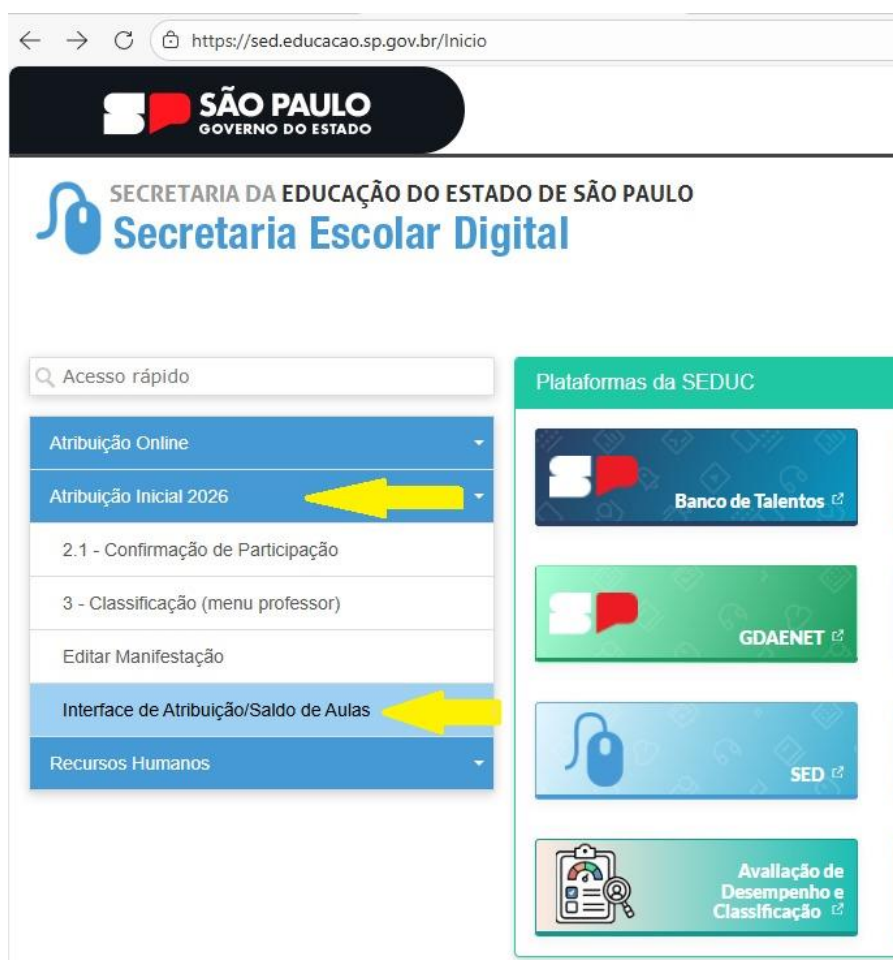 https://sed.educacao.sp.gov.br/Inicio
SÃO PAULO
GOVERNO DO ESTADO
SECRETARIA DA EDUCAÇÃO DO ESTADO DE SÃO PAULO
Secretaria Escolar Digital
Acesso rápido
Atribuição Online
Atribuição Inicial 2026
2.1 - Confirmação de Participação
3 - Classificação (menu professor)
Editar Manifestação
Interface de Atribuição/Saldo de Aulas
Recursos Humanos
Plataformas da SEDUC
Banco de Talentos
GDAENET
SED
Avaliação de
Desempenho e
Classificação